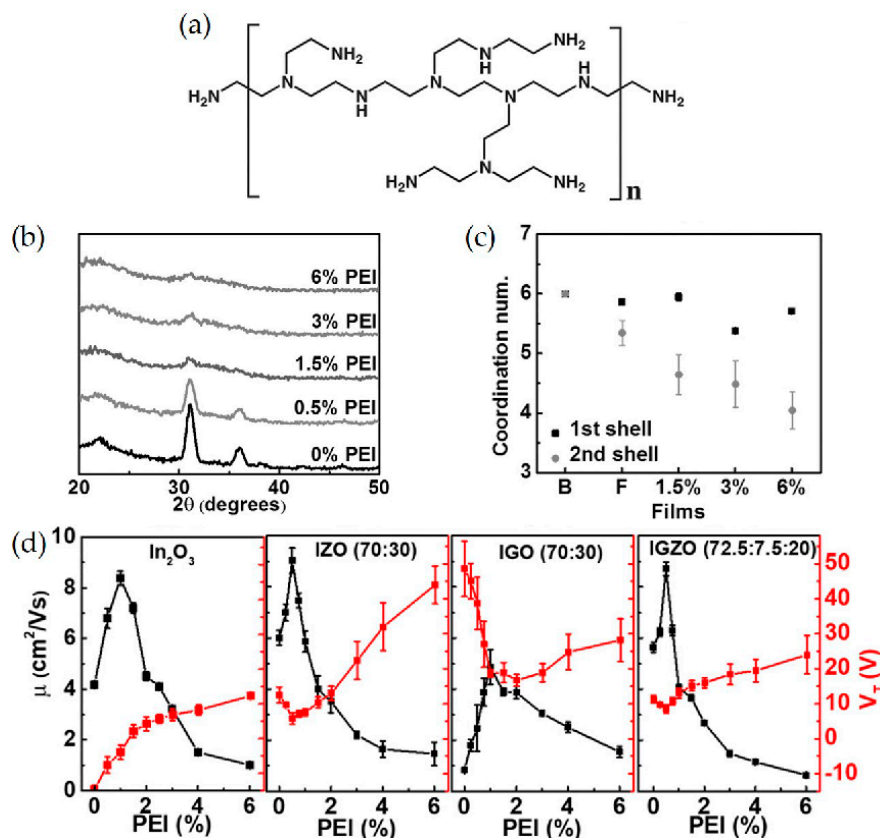 (a)
NH₂
NH₂
N
N
H
N
H
N
H₂N
N
H
N
NH₂
N
H₂N
NH₂
n
(b)
6% PEI
3% PEI
1.5% PEI
0.5% PEI
0% PEI
20 30 40 50
2θ (degrees)
(c)
Coordination num.
7
6
5
4
3
1st shell
2nd shell
B F 1.5% 3% 6%
Films
(d)
In₂O₃ IZO (70:30) IGO (70:30) IGZO (72.5:7.5:20)
μ (cm²/Vs)
10
8
6
4
2
0
50
40
30
20
10
0
-10
V_T (V)
0 2 4 6 0 2 4 6 0 2 4 6 0 2 4 6
PEI (%) PEI (%) PEI (%) PEI (%)